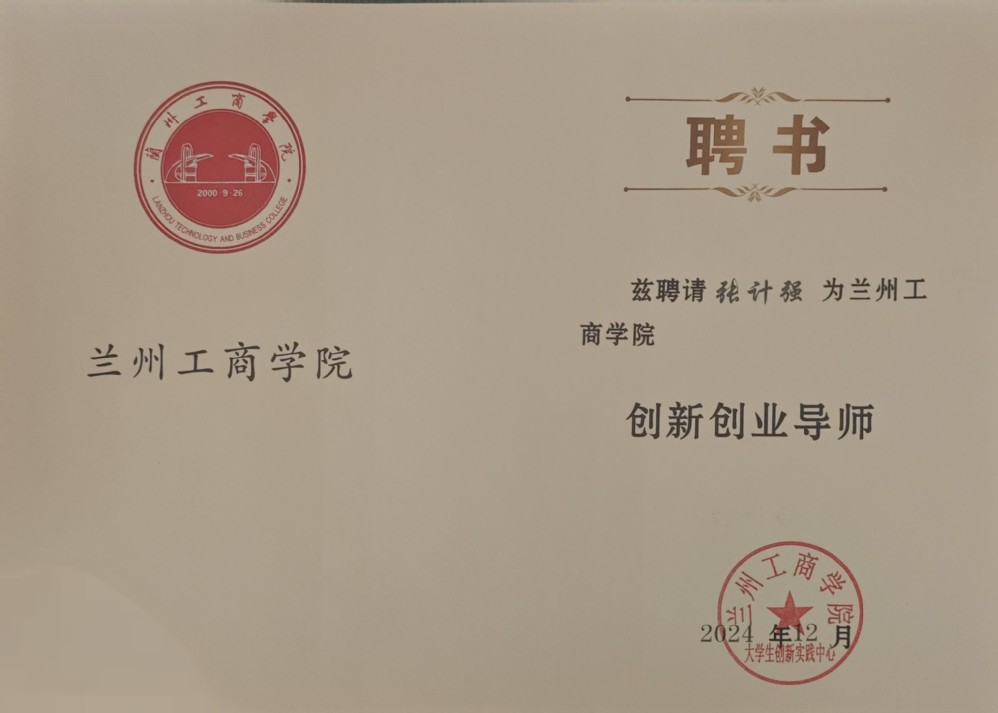 蘭州工商學院
2000·9·26
LANZHOU TECHNOLOGY AND BUSINESS COLLEGE
兰州工商学院
聘书
兹聘请张计强 为兰州工
商学院
创新创业导师
兰州工商学院
2024 年12 月
大学生创新实践中心